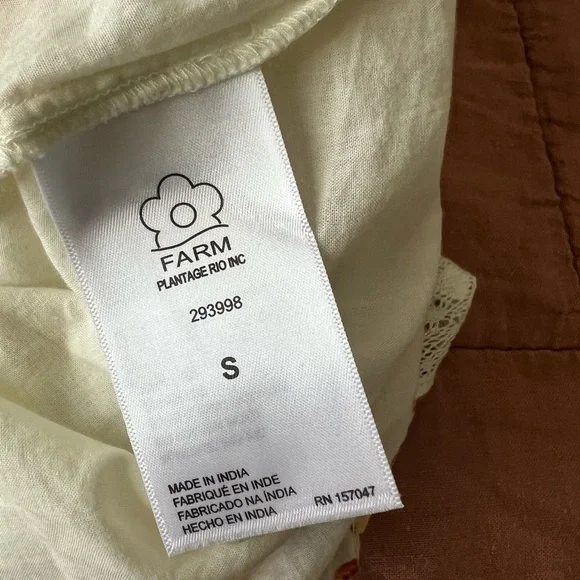 FARM
PLANTAGE RIO INC
293998
S
MADE IN INDIA
FABRIQUÉ EN INDE
FABRICADO NA ÍNDIA
HECHO EN INDIA
RN 157047